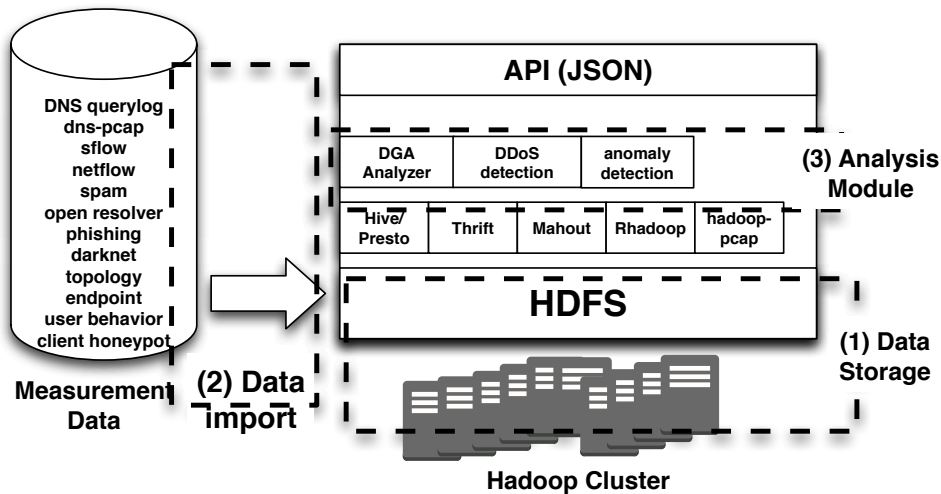 DNS querylog
dns-pcap
sflow
netflow
spam
open resolver
phishing
darknet
topology
endpoint
user behavior
client honeypot
Measurement
Data
(2) Data
import
API (JSON)
DGA
Analyzer
DDoS
detection
anomaly
detection
(3) Analysis
Module
Hive/
Presto
Thrift
Mahout
Rhadoop
hadoop-
pcap
HDFS
(1) Data
Storage
Hadoop Cluster